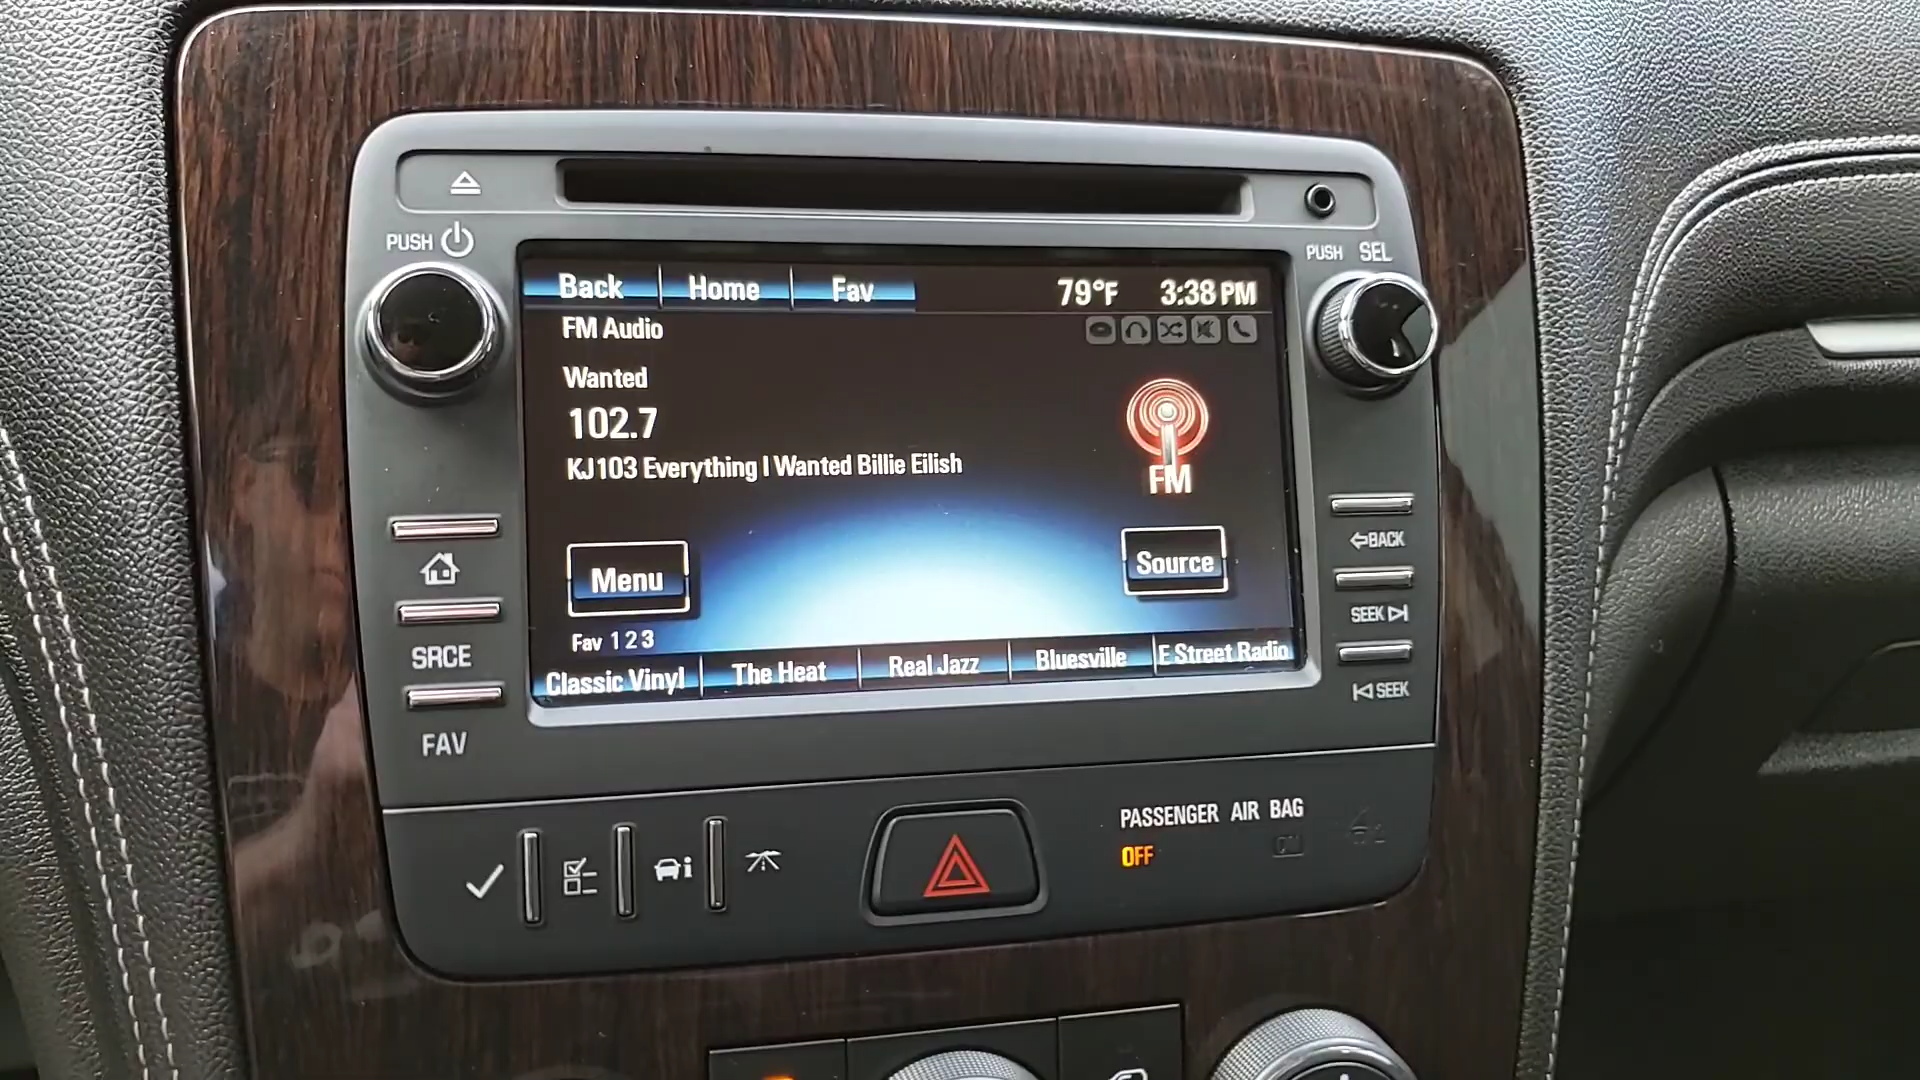 PUSH
PUSH SEL
Back Home Fav 79°F 3:38 PM
FM Audio
Wanted
102.7
KJ103 Everything I Wanted Billie Eilish
FM
Menu
Source
Fav 1 2 3
Classic Vinyl The Heat Real Jazz Bluesville E Street Radio
SRCE
FAV
BACK
SEEK
SEEK
PASSENGER AIR BAG
OFF